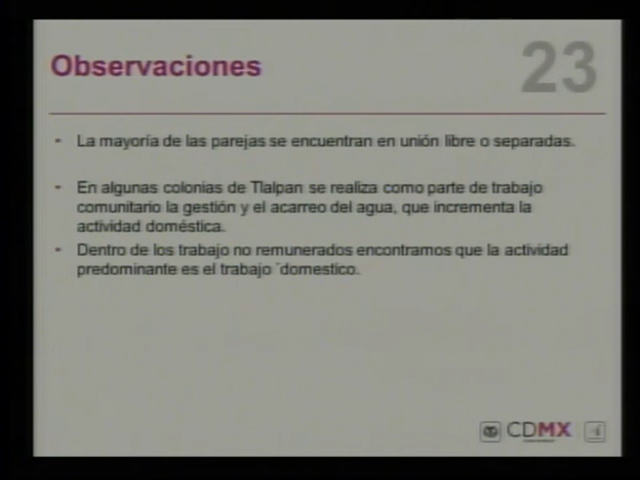 Observaciones
23
- La mayoría de las parejas se encuentran en unión libre o separadas.
- En algunas colonias de Tlalpan se realiza como parte de trabajo
comunitario la gestión y el acarreo del agua, que incrementa la
actividad doméstica.
- Dentro de los trabajo no remunerados encontramos que la actividad
predominante es el trabajo ´domestico.
CDMX